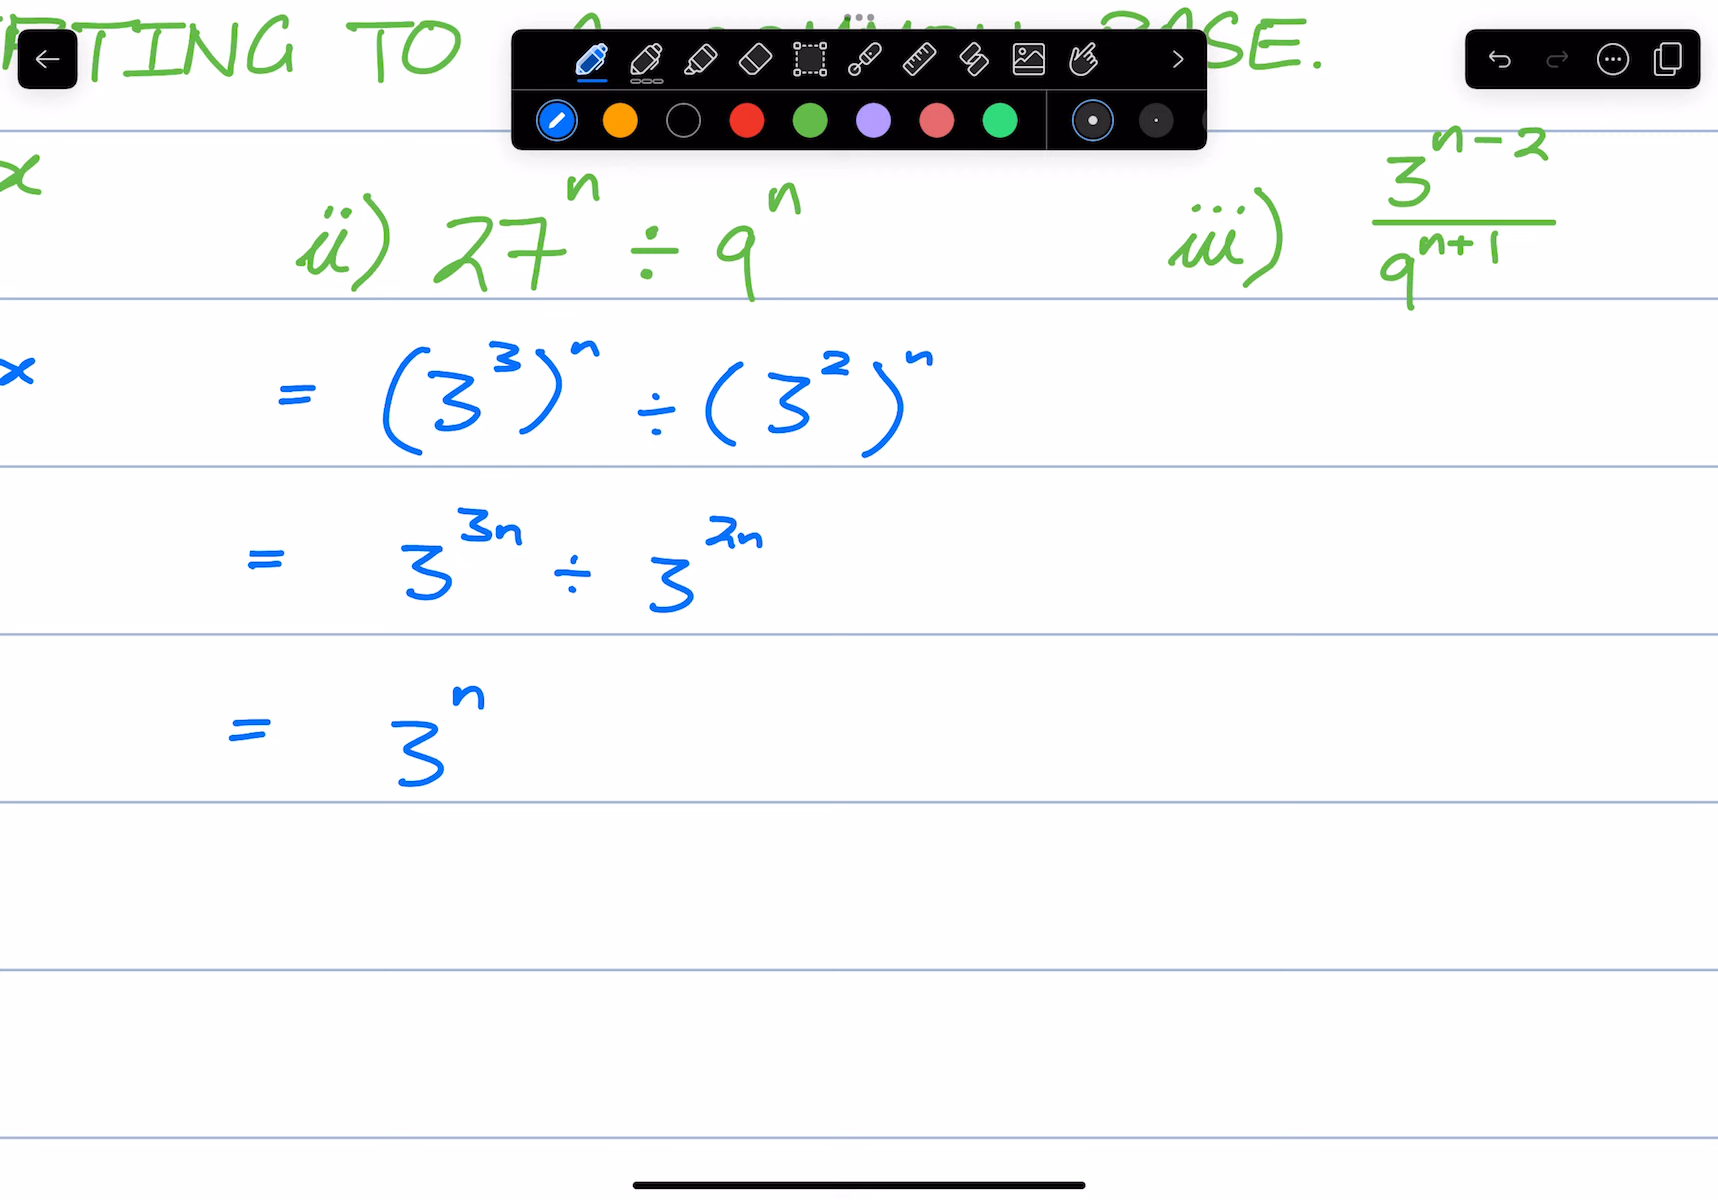 TING TO A BASE.
x
ii) 27^n ÷ 9^n
iii) 3^{n-2} / 9^{n+1}
x
= (3^3)^n ÷ (3^2)^n
= 3^{3n} ÷ 3^{2n}
= 3^n